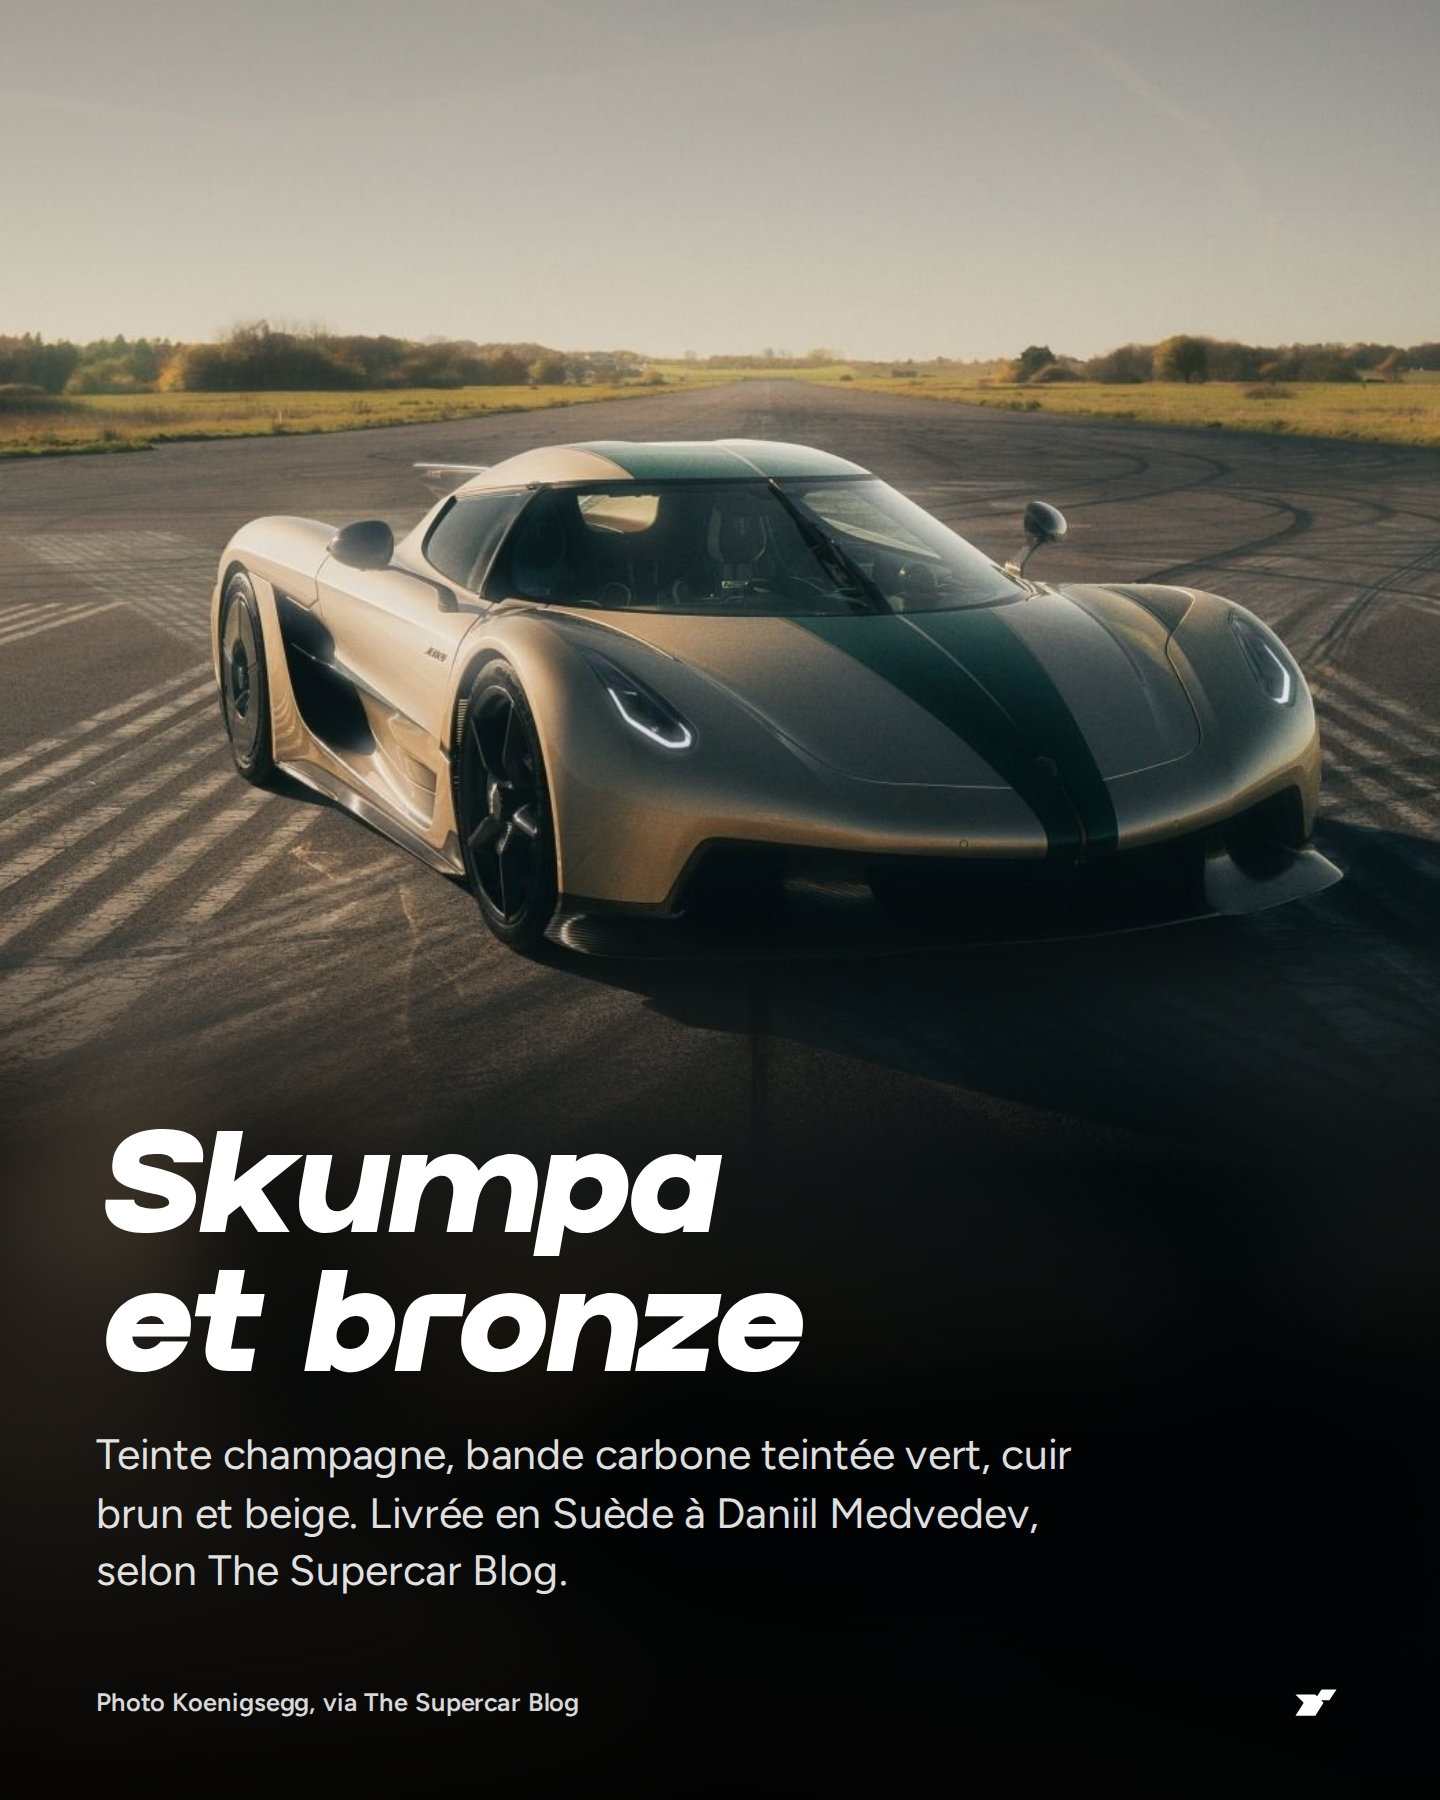 Skumpa
et bronze
Teinte champagne, bande carbone teintée vert, cuir
brun et beige. Livrée en Suède à Daniil Medvedev,
selon The Supercar Blog.
Photo Koenigsegg, via The Supercar Blog